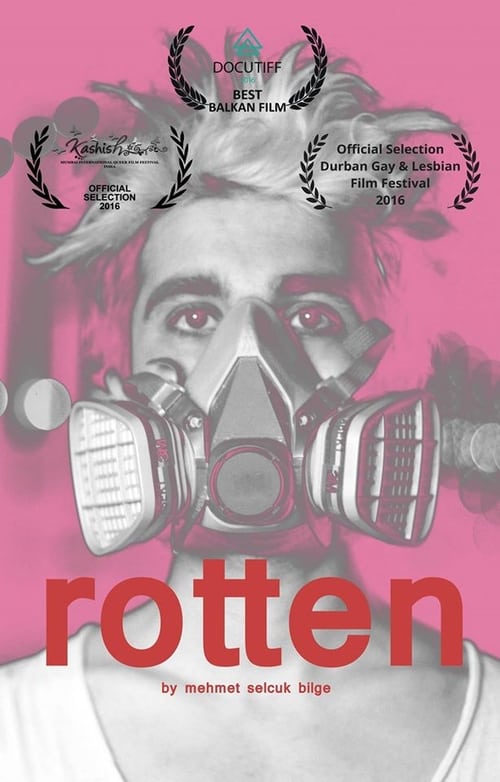 DOCUTIFF
2016
BEST
BALKAN FILM
Kashish
MUMBAI INTERNATIONAL QUEER FILM FESTIVAL
INDIA
OFFICIAL
SELECTION
2016
Official Selection
Durban Gay & Lesbian
Film Festival
2016
3M
rotten
by mehmet selcuk bilge